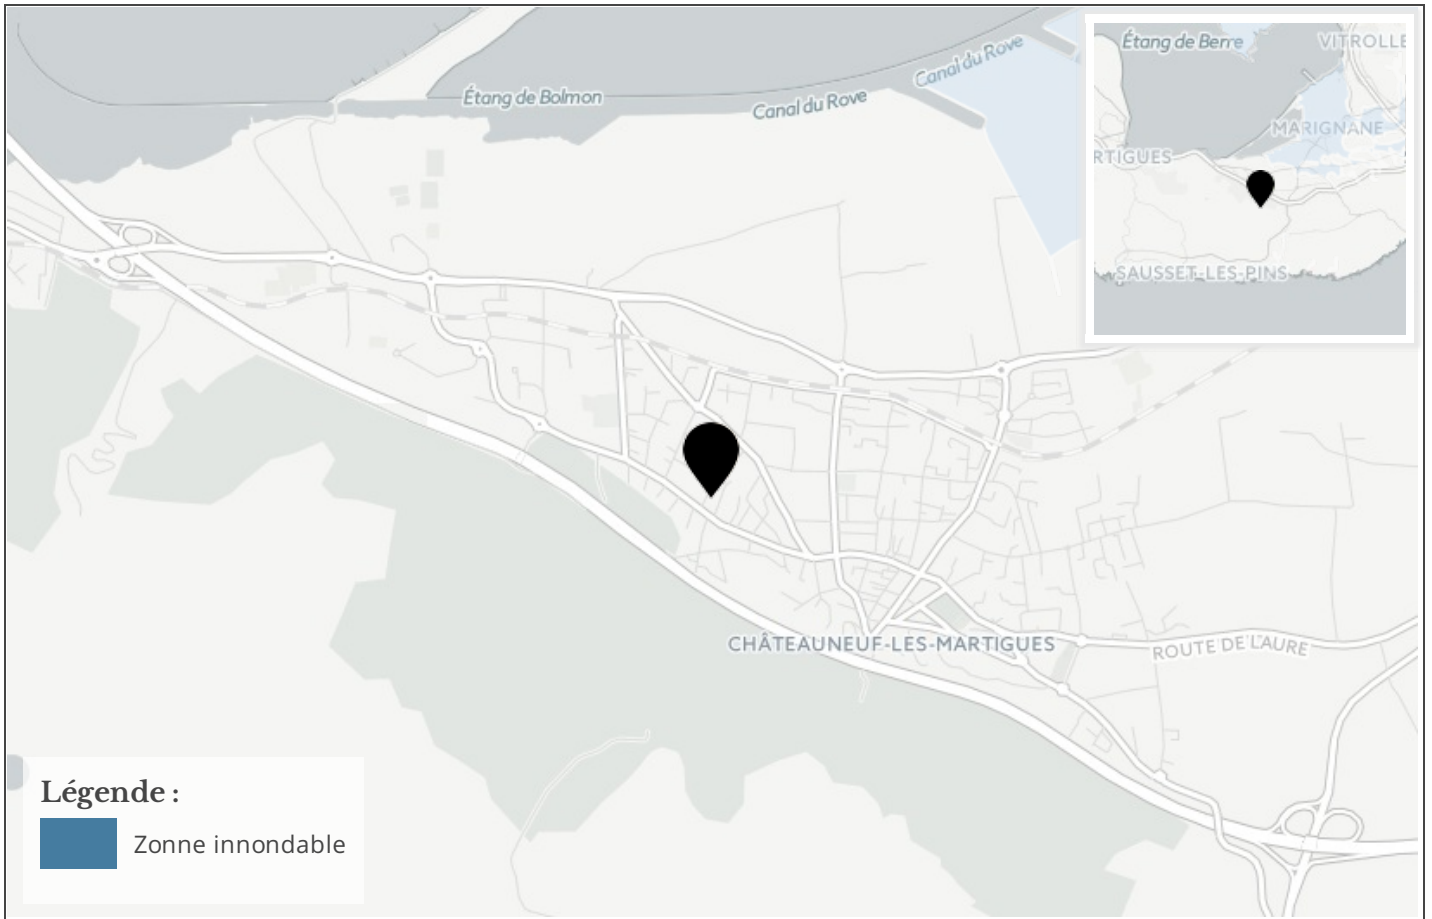 Étang de Bolmon
Canal du Rove
Canal du Rove
Étang de Berre
VITROLLE
MARIGNANE
RTIGUES
SAUSSET-LES-PINS
CHÂTEAUNEUF-LES-MARTIGUES
ROUTE DE L'AURE
Légende :
Zonne innondable